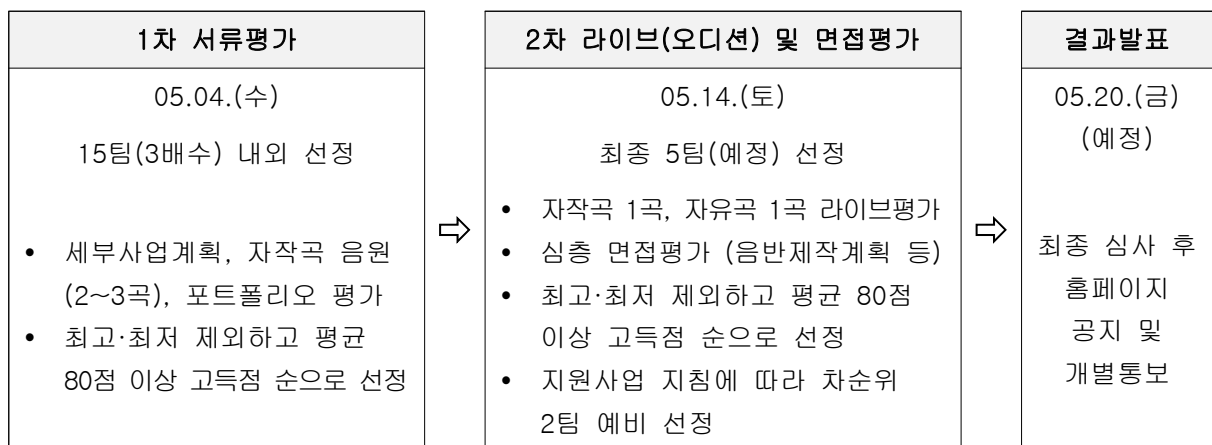 1차 서류평가
05.04.(수)
15팀(3배수) 내외 선정
• 세부사업계획, 자작곡 음원
(2~3곡), 포트폴리오 평가
• 최고·최저 제외하고 평균
80점 이상 고득점 순으로 선정
⇨
2차 라이브(오디션) 및 면접평가
05.14.(토)
최종 5팀(예정) 선정
• 자작곡 1곡, 자유곡 1곡 라이브평가
• 심층 면접평가 (음반제작계획 등)
• 최고·최저 제외하고 평균 80점
이상 고득점 순으로 선정
• 지원사업 지침에 따라 차순위
2팀 예비 선정
⇨
결과발표
05.20.(금)
(예정)
최종 심사 후
홈페이지
공지 및
개별통보